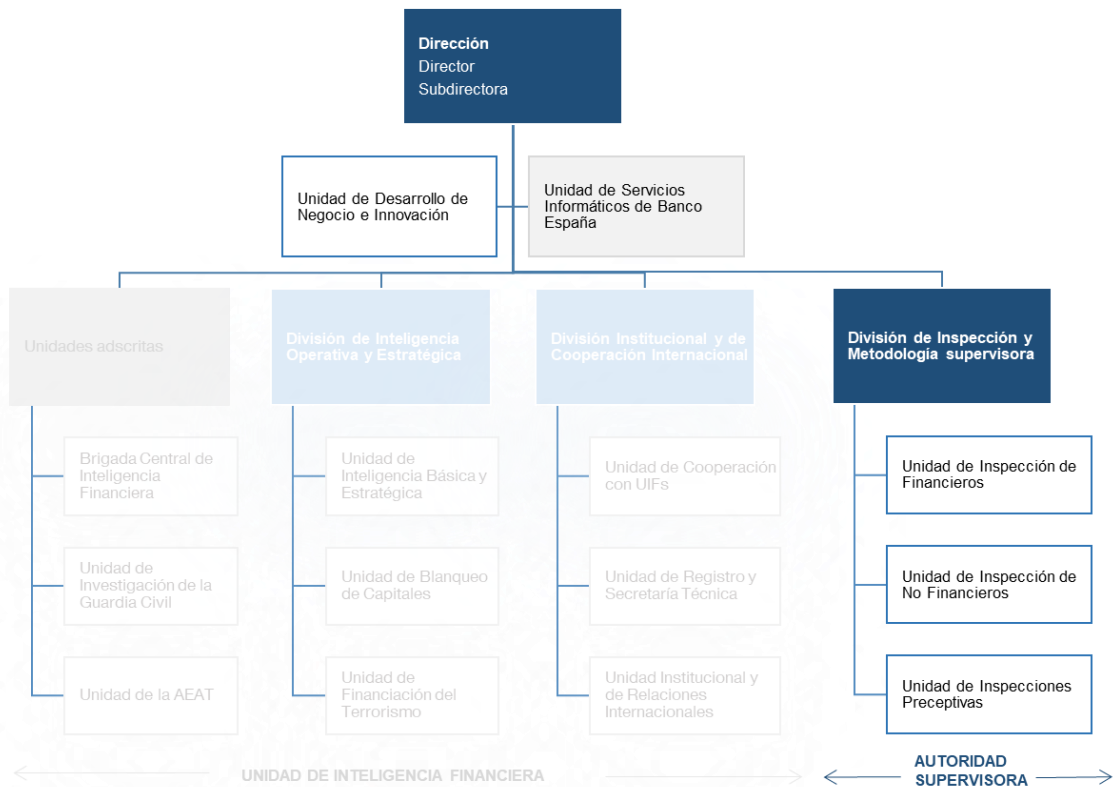 Dirección
Director
Subdirectora
Unidad de Desarrollo de
Negocio e Innovación
Unidad de Servicios
Informáticos de Banco
España
Unidades adscritas
División de Inteligencia
Operativa y Estratégica
División Institucional y de
Cooperación Internacional
División de Inspección y
Metodología supervisora
Brigada Central de
Inteligencia
Financiera
Unidad de
Inteligencia Básica y
Estratégica
Unidad de Cooperación
con UIFs
Unidad de Inspección de
Financieros
Unidad de
Investigación de la
Guardia Civil
Unidad de Blanqueo
de Capitales
Unidad de Registro y
Secretaría Técnica
Unidad de Inspección de
No Financieros
Unidad de la AEAT
Unidad de
Financiación del
Terrorismo
Unidad Institucional y
de Relaciones
Internacionales
Unidad de Inspecciones
Preceptivas
UNIDAD DE INTELIGENCIA FINANCIERA
AUTORIDAD
SUPERVISORA